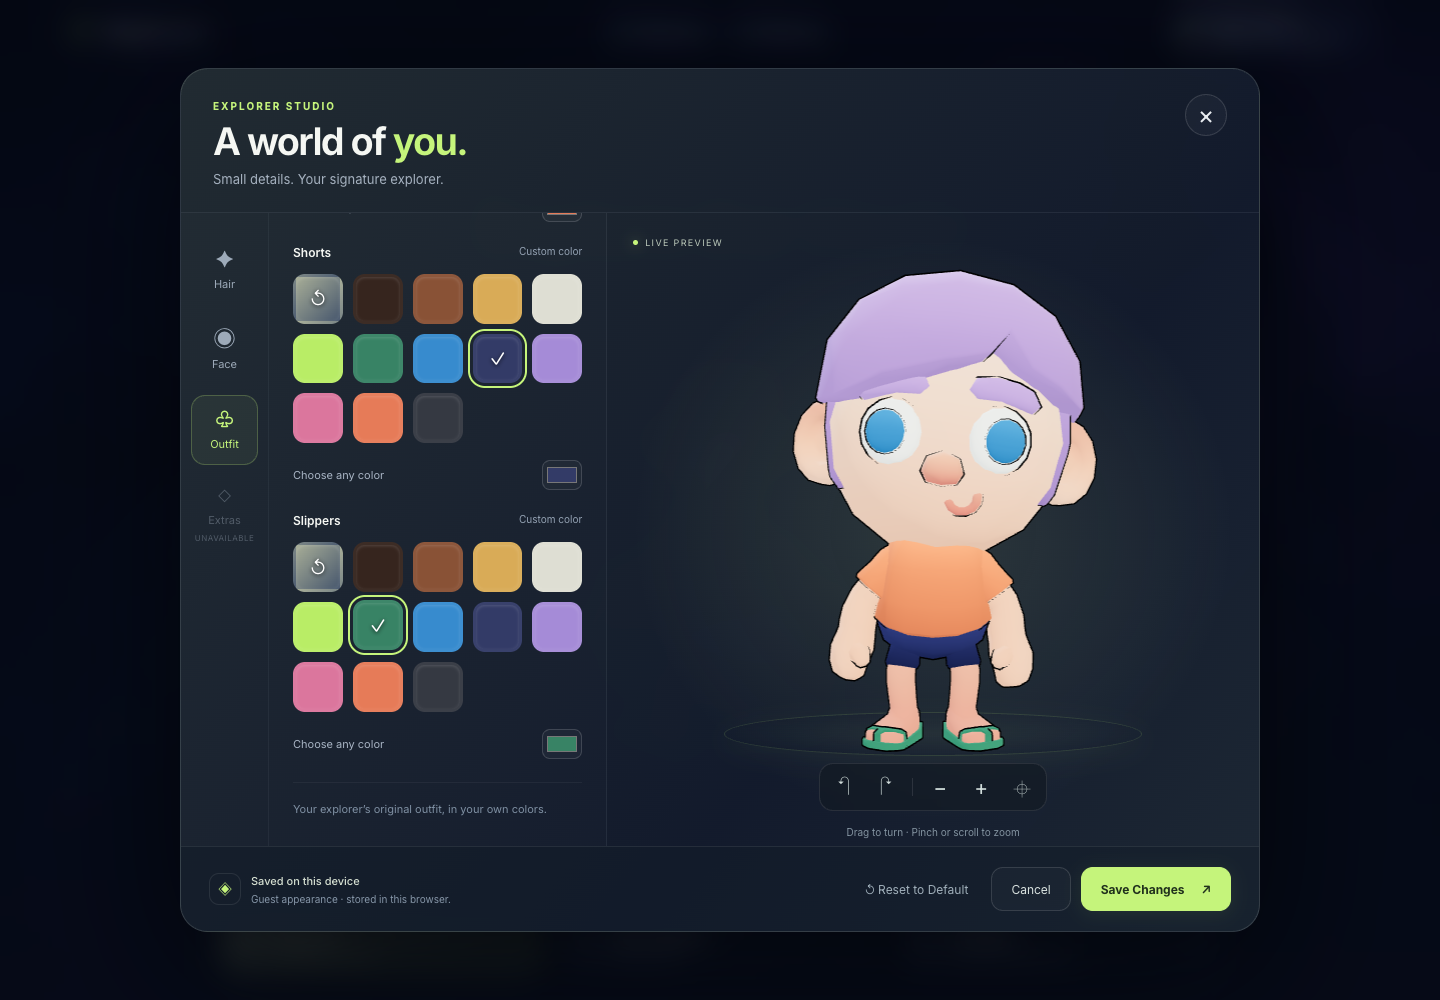 EXPLORER STUDIO
A world of you.
Small details. Your signature explorer.
Hair
Face
Outfit
Extras
UNAVAILABLE
Shorts
Custom color
Choose any color
Slippers
Custom color
Choose any color
Your explorer's original outfit, in your own colors.
LIVE PREVIEW
Drag to turn · Pinch or scroll to zoom
Saved on this device
Guest appearance · stored in this browser.
Reset to Default
Cancel
Save Changes